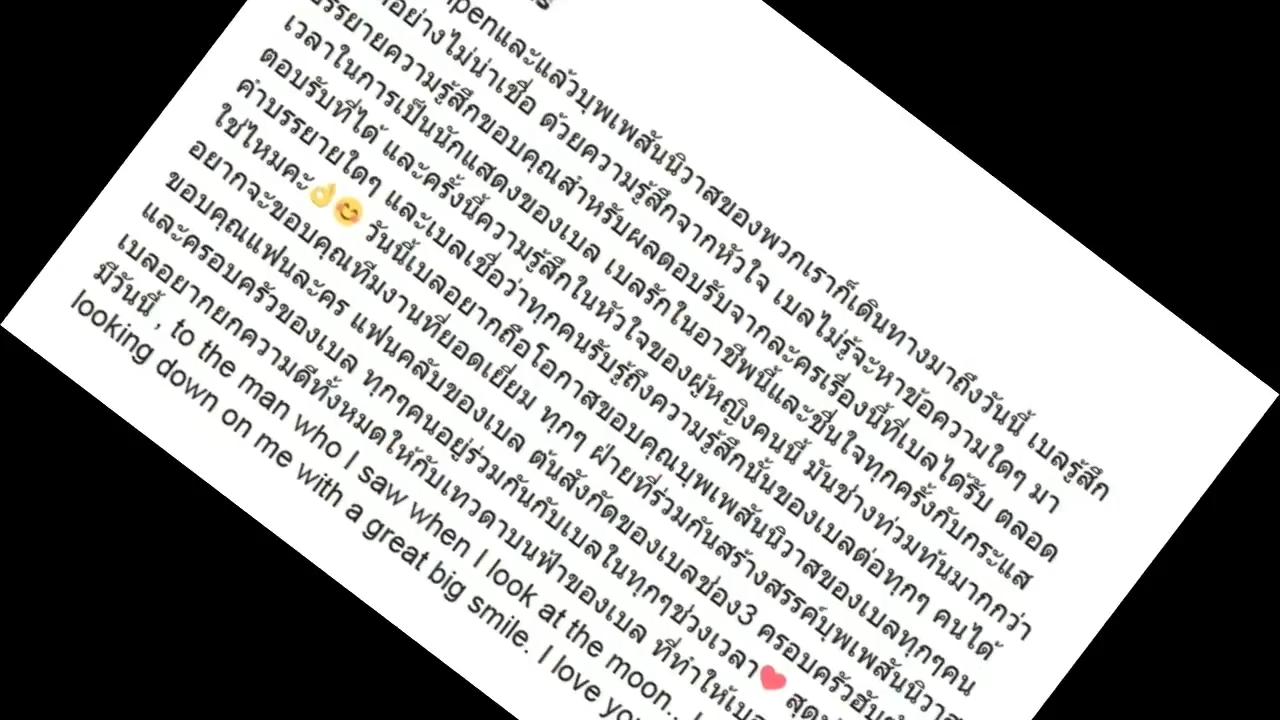 penและแล้วบุพเพสันนิวาสของพวกเราก็เดินทางมาถึงวันนี้ เบลรู้สึก
อย่างไม่น่าเชื่อ ด้วยความรู้สึกจากหัวใจ เบลไม่รู้จะหาข้อความใดๆ มา
บรรยายความรู้สึกขอบคุณสำหรับผลตอบรับจากละครเรื่องนี้ที่เบลได้รับ ตลอด
เวลาในการเป็นนักแสดงของเบล เบลรักในอาชีพนี้และชื่นใจทุกครั้งกับกระแส
ตอบรับที่ได้ และครั้งนี้ความรู้สึกในหัวใจของผู้หญิงคนนี้ มันช่างท่วมท้นมากกว่า
คำบรรยายใดๆ และเบลเชื่อว่าทุกคนรับรู้ถึงความรู้สึกนั้นของเบลต่อทุกๆ คนได้
ใช่ไหมคะ👌😊 วันนี้เบลอยากถือโอกาสขอบคุณบุพเพสันนิวาสของเบลทุกๆคน
อยากจะขอบคุณทีมงานที่ยอดเยี่ยม ทุกๆ ฝ่ายที่ร่วมกันสร้างสรรค์บุพเพสันนิวาส
ขอบคุณแฟนละคร แฟนคลับของเบล ต้นสังกัดของเบลช่อง3 ครอบครัวฮั้น
และครอบครัวของเบล ทุกๆคนอยู่ร่วมกันกับเบลในทุกๆช่วงเวลา❤️
เบลอยากยกความดีทั้งหมดให้กับเทวดาบนฟ้าของเบล ที่ทำให้เบล
มีวันนี้ , to the man who I saw when I look at the moon..
looking down on me with a great big smile. I love you